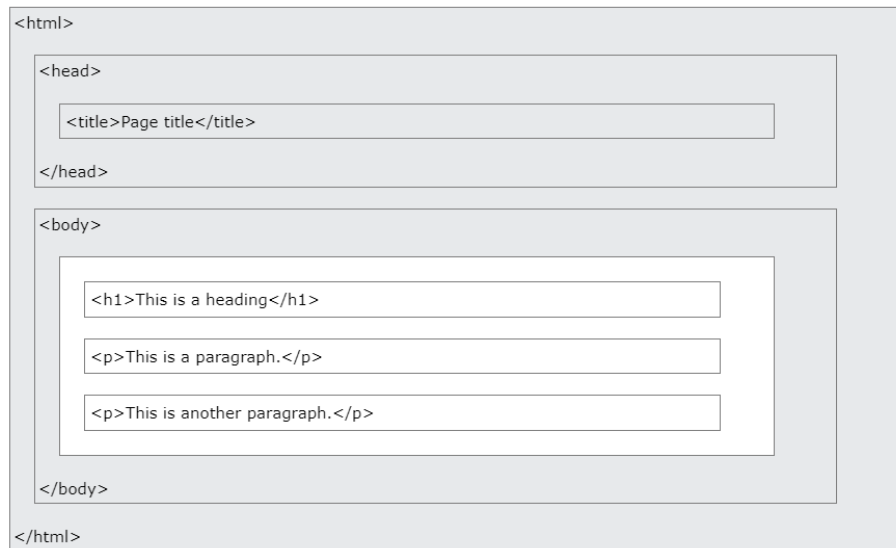 <html>
<head>
<title>Page title</title>
</head>
<body>
<h1>This is a heading</h1>
<p>This is a paragraph.</p>
<p>This is another paragraph.</p>
</body>
</html>